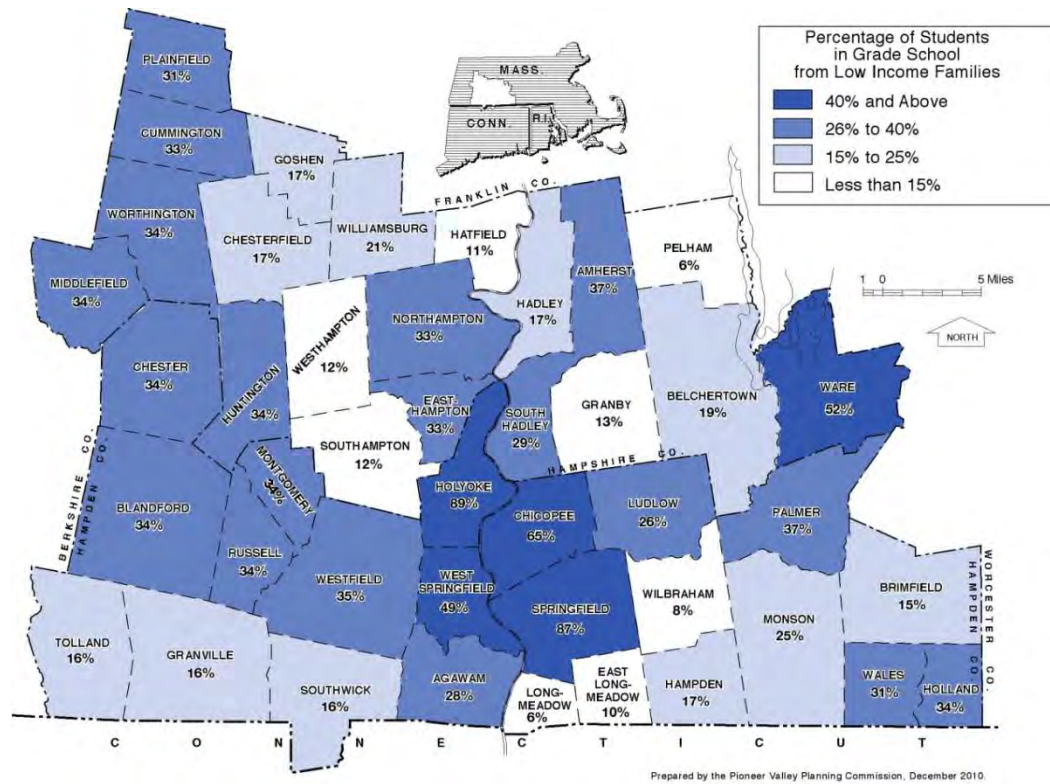 Percentage of Students
in Grade School
from Low Income Families
40% and Above
26% to 40%
15% to 25%
Less than 15%
MASS.
CONN.
R.I.
PLAINFIELD
31%
CUMMINGTON
33%
GOSHEN
17%
WORTHINGTON
34%
CHESTERFIELD
17%
WILLIAMSBURG
21%
FRANKLIN CO.
HATFIELD
11%
HADLEY
17%
AMHERST
37%
PELHAM
6%
1 0 5 Miles
NORTH
MIDDLEFIELD
34%
CHESTER
34%
HUNTINGTON
34%
WESTHAMPTON
12%
NORTHAMPTON
33%
EAST-
HAMPTON
33%
SOUTHAMPTON
12%
SOUTH
HADLEY
29%
GRANBY
13%
BELCHERTOWN
19%
WARE
52%
HAMPSHIRE CO.
BERKSHIRE CO.
HAMPDEN CO.
MONTGOMERY
34%
BLANDFORD
34%
RUSSELL
34%
WESTFIELD
35%
HOLYOKE
89%
CHICOPEE
65%
LUDLOW
26%
PALMER
37%
WEST
SPRINGFIELD
49%
SPRINGFIELD
87%
WILBRAHAM
8%
MONSON
25%
BRIMFIELD
15%
WORCESTER CO.
HAMPDEN CO.
TOLLAND
16%
GRANVILLE
16%
SOUTHWICK
16%
AGAWAM
28%
LONG-
MEADOW
6%
EAST
LONG-
MEADOW
10%
HAMPDEN
17%
WALES
31%
HOLLAND
34%
CONNECTICUT
Prepared by the Pioneer Valley Planning Commission, December 2010.